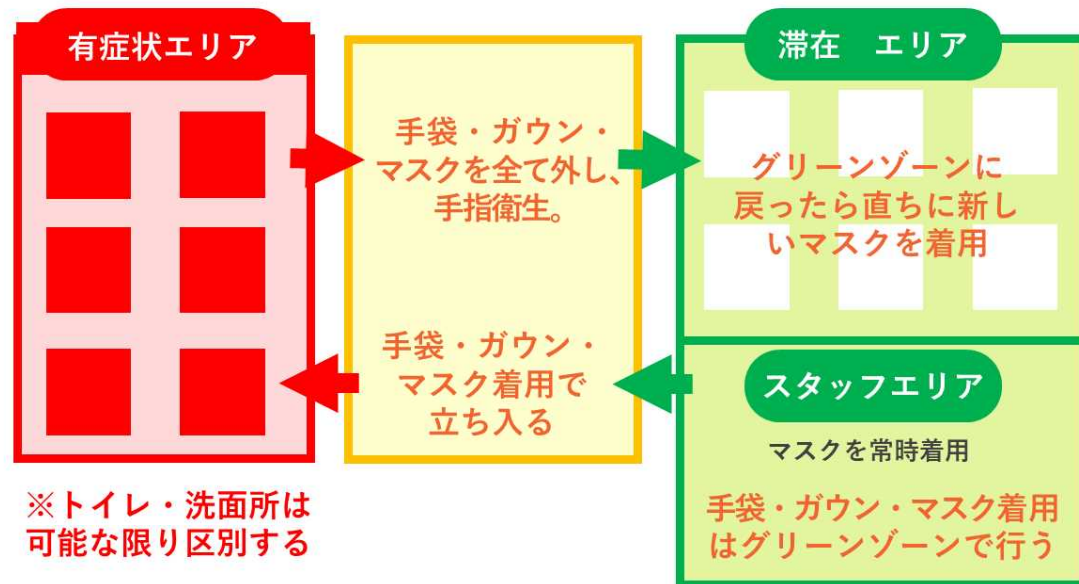 有症状エリア
手袋・ガウン・
マスクを全て外し、
手指衛生。
手袋・ガウン・
マスク着用で
立ち入る
滞在　エリア
グリーンゾーンに
戻ったら直ちに新し
いマスクを着用
スタッフエリア
マスクを常時着用
手袋・ガウン・マスク着用
はグリーンゾーンで行う
※トイレ・洗面所は
可能な限り区別する